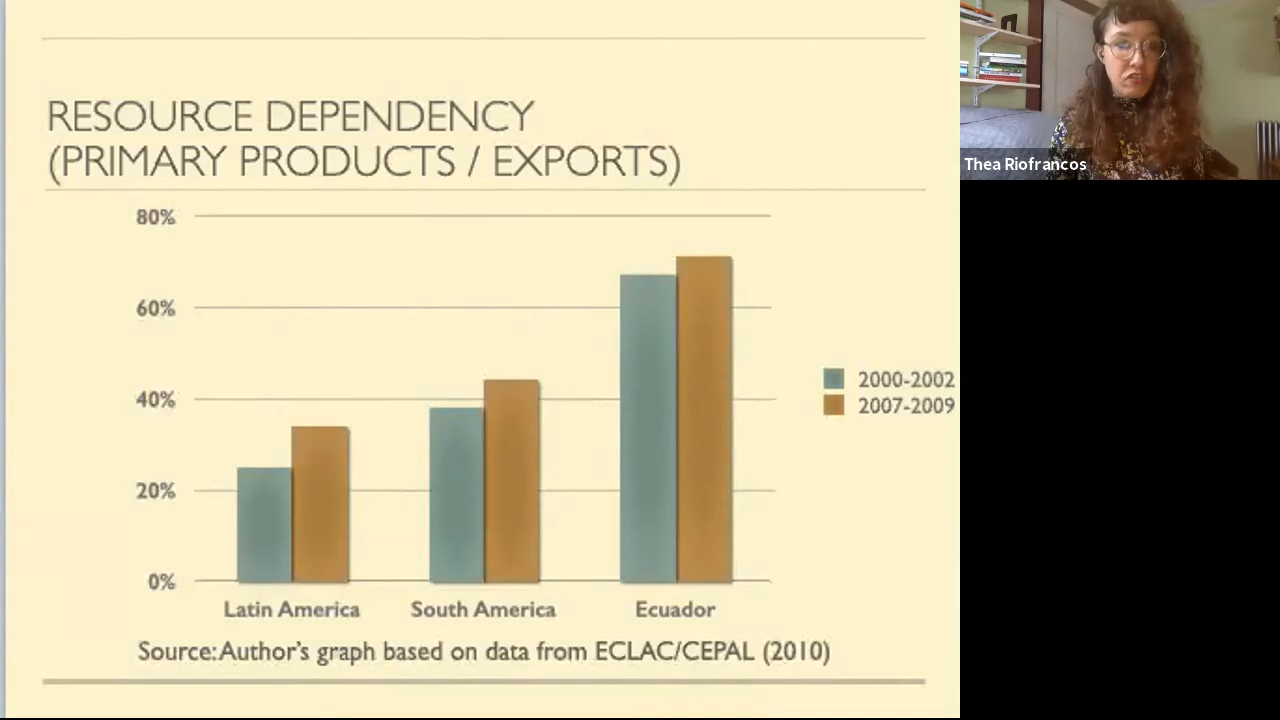 RESOURCE DEPENDENCY
(PRIMARY PRODUCTS / EXPORTS)
80%
60%
40%
20%
0%
Latin America
South America
Ecuador
2000-2002
2007-2009
Source: Author's graph based on data from ECLAC/CEPAL (2010)
Thea Riofrancos